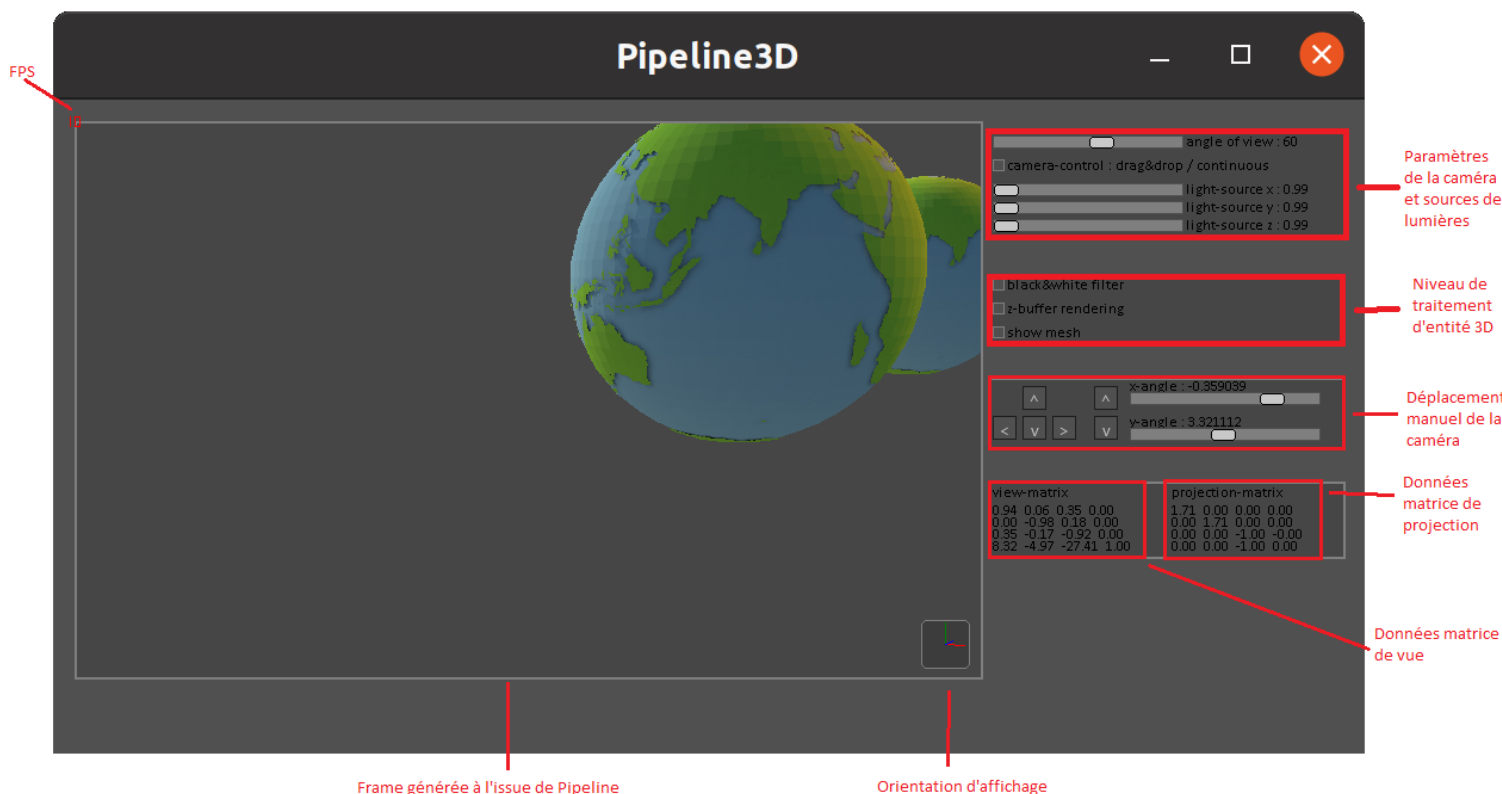 Pipeline3D
FPS
angle of view : 60
camera-control : drag&drop / continuous
light-source x : 0.99
light-source y : 0.99
light-source z : 0.99
Paramètres
de la caméra
et sources de
lumières
black&white filter
z-buffer rendering
show mesh
Niveau de
traitement
d'entité 3D
x-angle : -0.359039
^ ^
y-angle : 3.321112
< v > v
Déplacement
manuel de la
caméra
view-matrix
0.94 0.06 0.35 0.00
0.00 -0.98 0.18 0.00
0.35 -0.17 -0.92 0.00
8.32 -4.97 -27.41 1.00
projection-matrix
1.71 0.00 0.00 0.00
0.00 1.71 0.00 0.00
0.00 0.00 -1.00 -0.00
0.00 0.00 -1.00 0.00
Données
matrice de
projection
Données matrice
de vue
Frame générée à l'issue de Pipeline
Orientation d'affichage